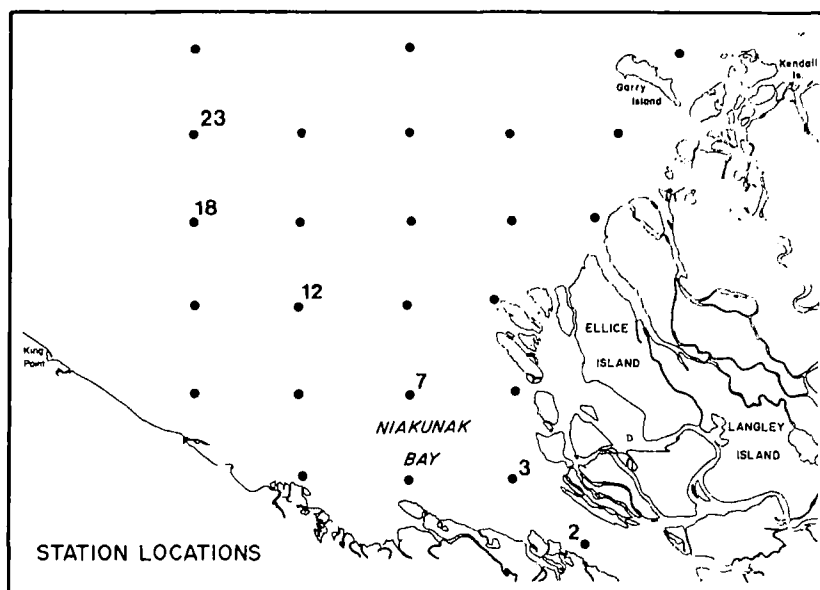 Kendall
Is.
Garry
Island
23
18
12
ELLICE
ISLAND
King
Point
7
NIAKUNAK
BAY
LANGLEY
ISLAND
D
3
2
STATION LOCATIONS